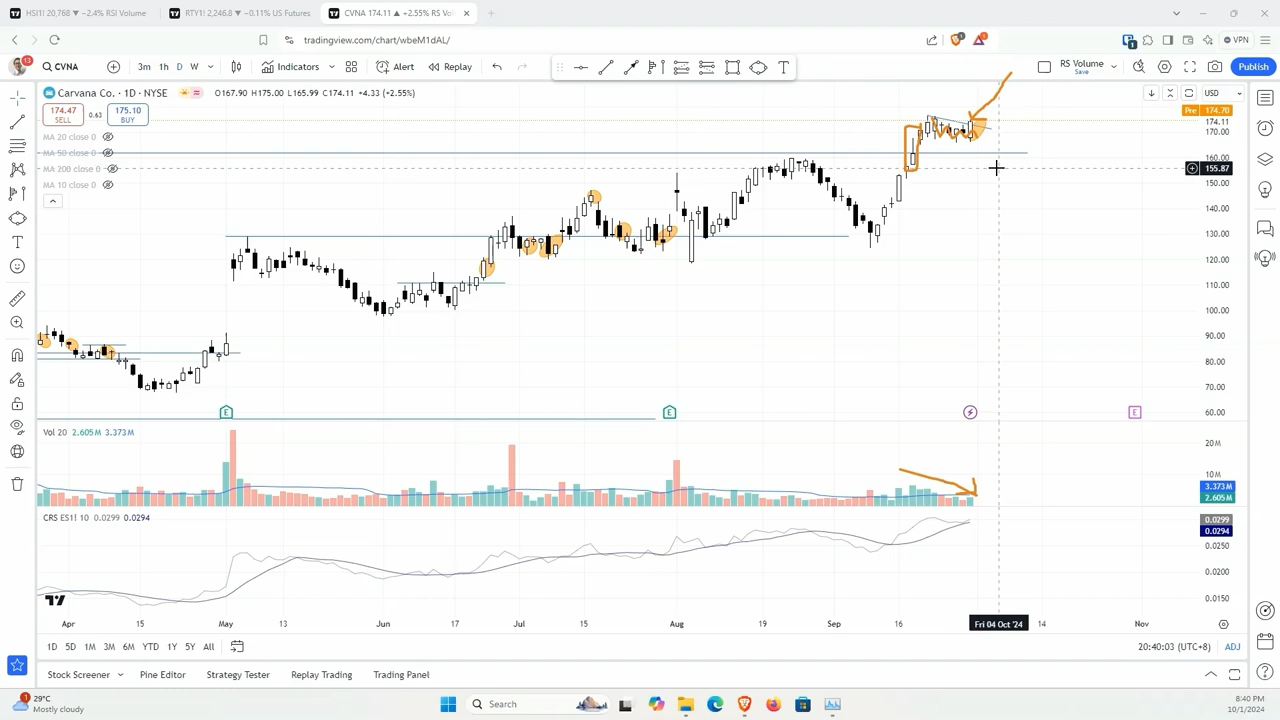 HSI1! 20,768 ▼ −2.4% RSI Volume
RTY1! 2,246.8 ▼ −0.11% US Futures
CVNA 174.11 ▲ +2.55% RS Vo
tradingview.com/chart/wbeM1dAL/
VPN
13
CVNA
3m 1h D W
Indicators
Alert
Replay
RS Volume
Save
Publish
Carvana Co. · 1D · NYSE
O167.90 H175.00 L165.99 C174.11 +4.33 (+2.55%)
USD
174.47
SELL
0.63
175.10
BUY
MA 20 close 0
MA 50 close 0
MA 200 close 0
MA 10 close 0
Pre 174.70
174.11
170.00
160.00
155.87
150.00
140.00
130.00
120.00
110.00
100.00
90.00
80.00
70.00
60.00
E
E
E
Vol 20 2.605M 3.373M
20 M
10 M
3.373M
2.605M
CRS ES1! 10 0.0299 0.0294
0.0299
0.0294
0.0250
0.0200
0.0150
Apr 15 May 13 Jun 17 Jul 15 Aug 19 Sep 16 Fri 04 Oct '24 14 Nov
1D 5D 1M 3M 6M YTD 1Y 5Y All
20:40:03 (UTC+8)
ADJ
Stock Screener
Pine Editor
Strategy Tester
Replay Trading
Trading Panel
29°C
Mostly cloudy
Search
8:40 PM
10/1/2024